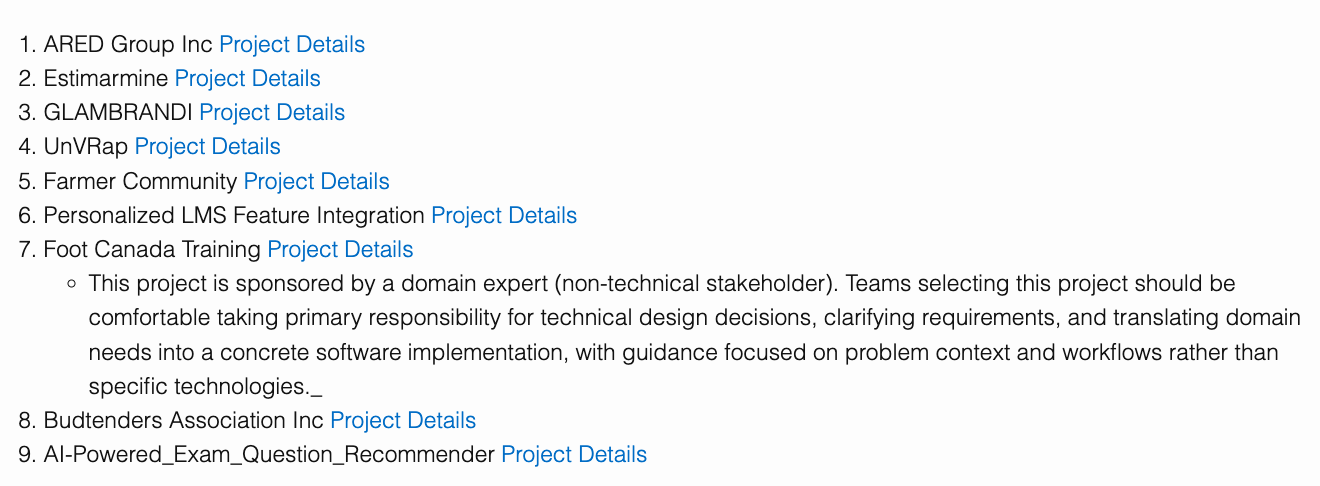 1. ARED Group Inc Project Details
2. Estimarmine Project Details
3. GLAMBRANDI Project Details
4. UnVRap Project Details
5. Farmer Community Project Details
6. Personalized LMS Feature Integration Project Details
7. Foot Canada Training Project Details
◦ This project is sponsored by a domain expert (non-technical stakeholder). Teams selecting this project should be
comfortable taking primary responsibility for technical design decisions, clarifying requirements, and translating domain
needs into a concrete software implementation, with guidance focused on problem context and workflows rather than
specific technologies._
8. Budtenders Association Inc Project Details
9. AI-Powered_Exam_Question_Recommender Project Details